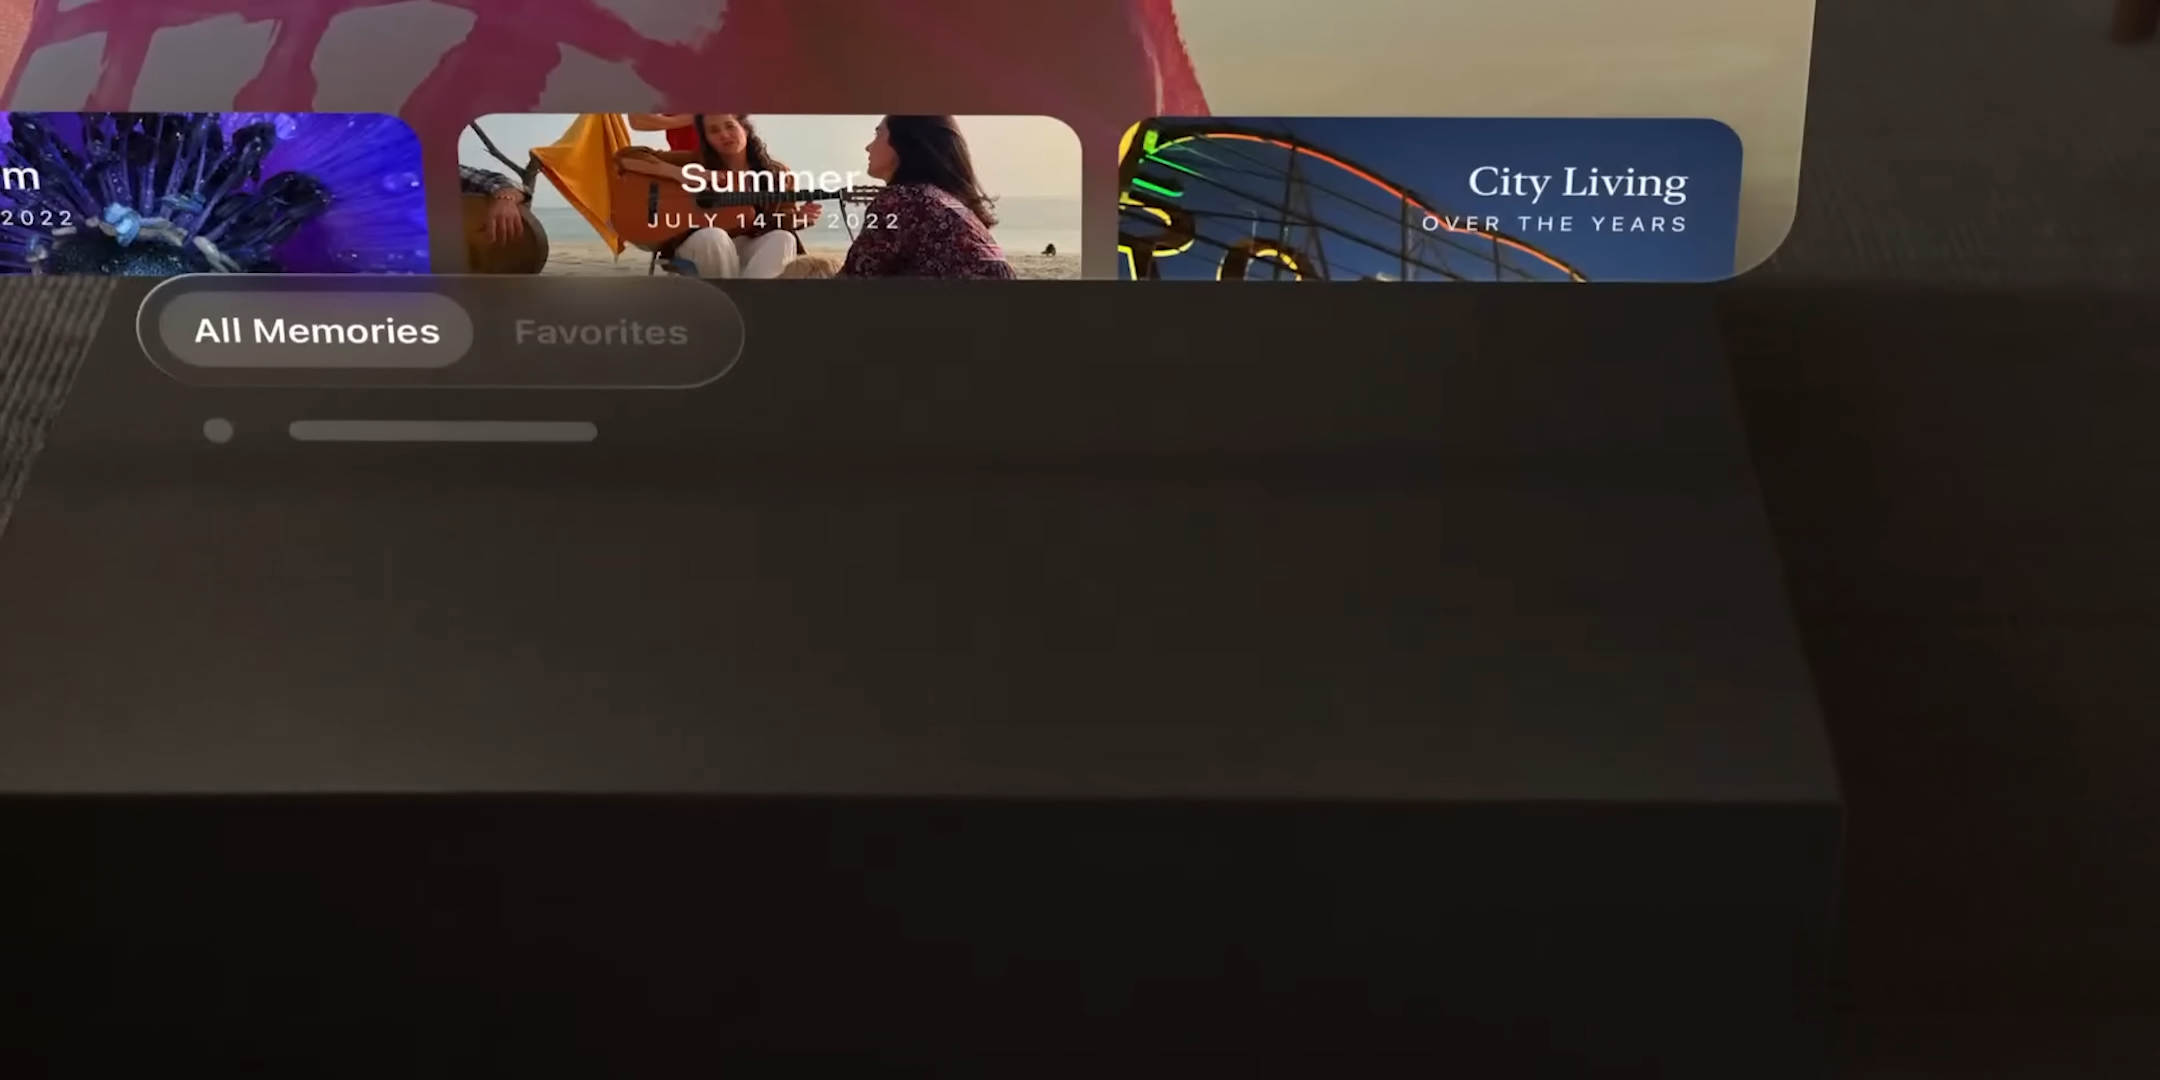 m
2022
Summer
JULY 14TH 2022
City Living
OVER THE YEARS
All Memories
Favorites